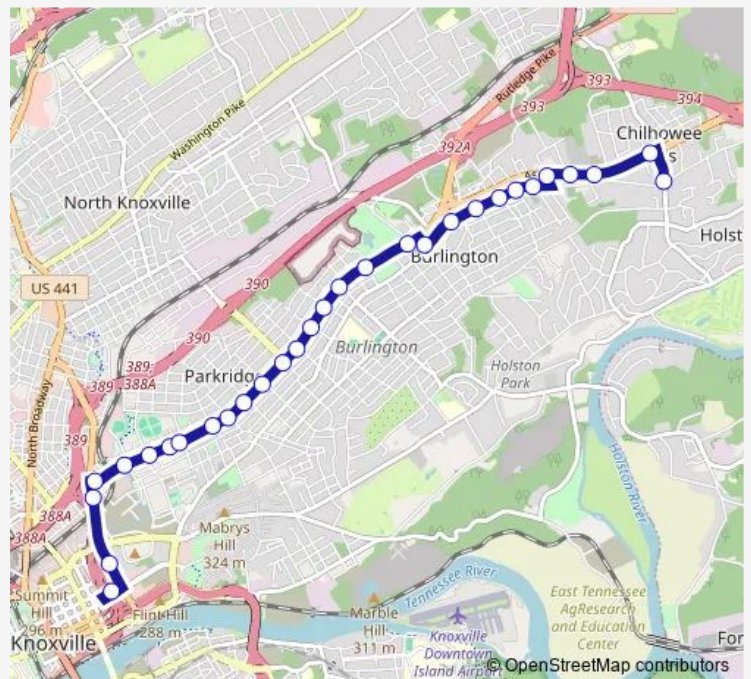 Rutledge Pike
393
393
394
Washington Pike
Chilhowee
392A
North Knoxville
Holst
Burlington
US 441
390
390
Burlington
Holston
Park
389;
388A
389
Parkridg
North Broadway
389
Holston River
388A
388A
Mabrys
Hill
324 m
Summit
Hill
296 m
Flint Hill
288 m
Marble
Hill
311 m
Tennessee River
East Tennessee
AgResearch
and Education
Center
Knoxville
Knoxville
Downtown
Island Airport
For
© OpenStreetMap contributors